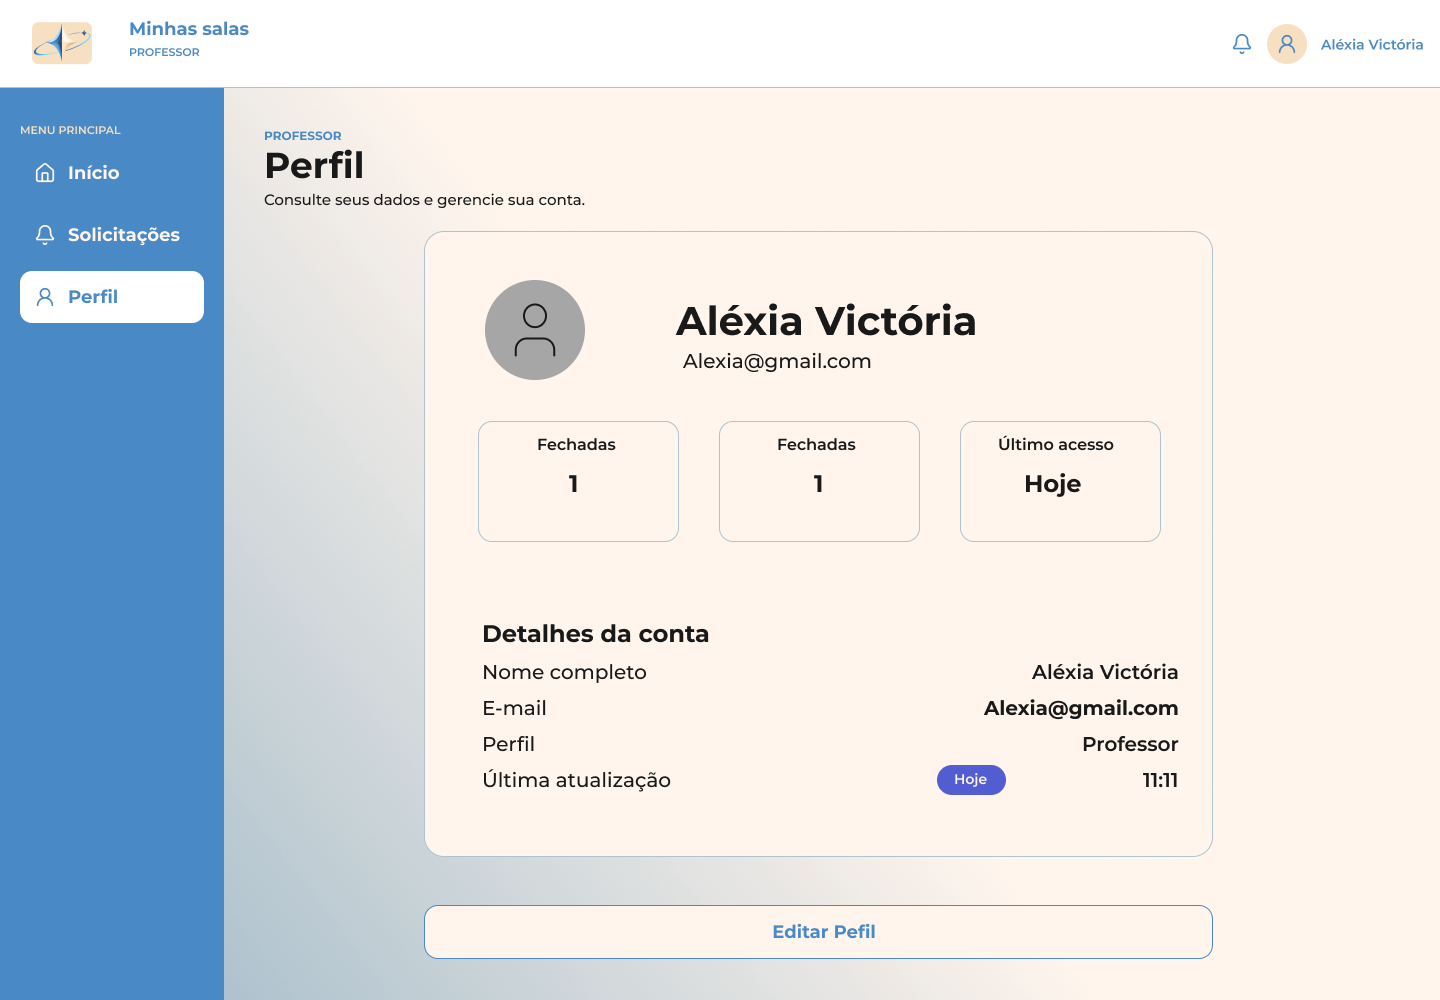 Minhas salas
PROFESSOR
Aléxia Victória
MENU PRINCIPAL
Início
Solicitações
Perfil
PROFESSOR
Perfil
Consulte seus dados e gerencie sua conta.
Aléxia Victória
Alexia@gmail.com
Fechadas
1
Fechadas
1
Último acesso
Hoje
Detalhes da conta
Nome completo Aléxia Victória
E-mail Alexia@gmail.com
Perfil Professor
Última atualização Hoje 11:11
Editar Pefil